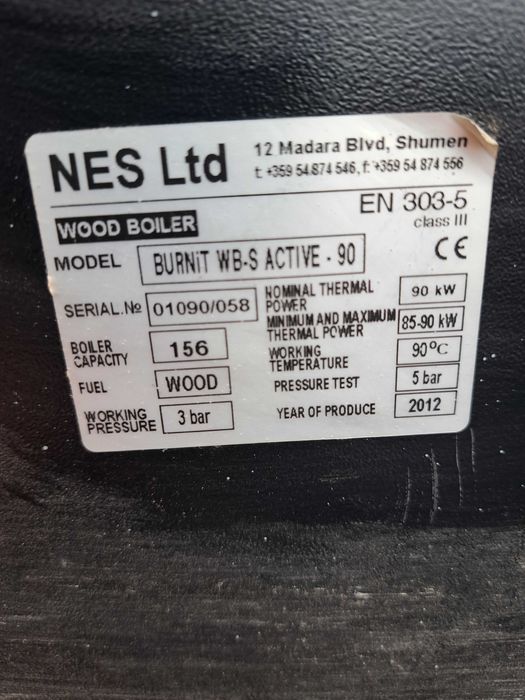 NES Ltd
12 Madara Blvd, Shumen
t: +359 54 874 546, f: +359 54 874 556
EN 303-5
class III
WOOD BOILER
CE
MODEL BURNiT WB-S ACTIVE - 90
SERIAL.№ 01090/058
BOILER CAPACITY 156
FUEL WOOD
WORKING PRESSURE 3 bar
NOMINAL THERMAL POWER 90 kW
MINIMUM AND MAXIMUM THERMAL POWER 85-90 kW
WORKING TEMPERATURE 90°C
PRESSURE TEST 5 bar
YEAR OF PRODUCE 2012